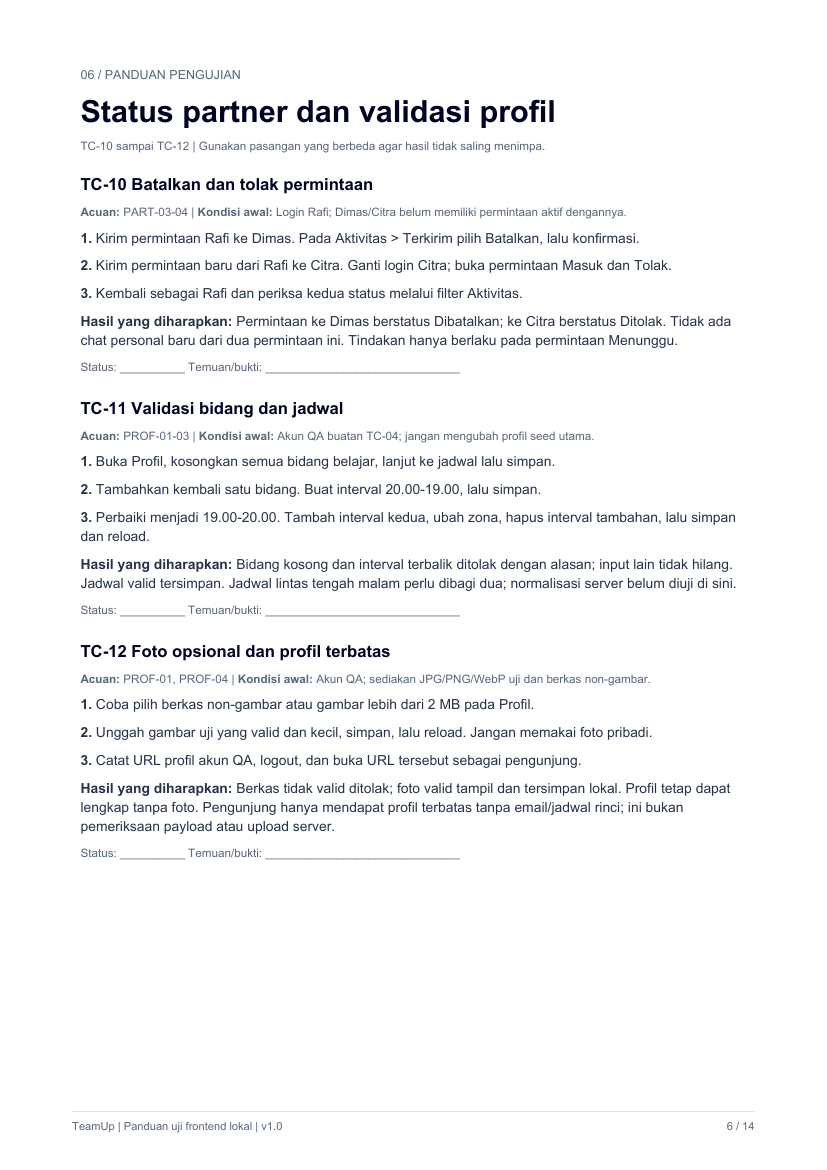 06 / PANDUAN PENGUJIAN
Status partner dan validasi profil
TC-10 sampai TC-12 | Gunakan pasangan yang berbeda agar hasil tidak saling menimpa.
TC-10 Batalkan dan tolak permintaan
Acuan: PART-03-04 | Kondisi awal: Login Rafi; Dimas/Citra belum memiliki permintaan aktif dengannya.
1. Kirim permintaan Rafi ke Dimas. Pada Aktivitas > Terkirim pilih Batalkan, lalu konfirmasi.
2. Kirim permintaan baru dari Rafi ke Citra. Ganti login Citra; buka permintaan Masuk dan Tolak.
3. Kembali sebagai Rafi dan periksa kedua status melalui filter Aktivitas.
Hasil yang diharapkan: Permintaan ke Dimas berstatus Dibatalkan; ke Citra berstatus Ditolak. Tidak ada
chat personal baru dari dua permintaan ini. Tindakan hanya berlaku pada permintaan Menunggu.
Status: __________ Temuan/bukti: ______________________________
TC-11 Validasi bidang dan jadwal
Acuan: PROF-01-03 | Kondisi awal: Akun QA buatan TC-04; jangan mengubah profil seed utama.
1. Buka Profil, kosongkan semua bidang belajar, lanjut ke jadwal lalu simpan.
2. Tambahkan kembali satu bidang. Buat interval 20.00-19.00, lalu simpan.
3. Perbaiki menjadi 19.00-20.00. Tambah interval kedua, ubah zona, hapus interval tambahan, lalu simpan
dan reload.
Hasil yang diharapkan: Bidang kosong dan interval terbalik ditolak dengan alasan; input lain tidak hilang.
Jadwal valid tersimpan. Jadwal lintas tengah malam perlu dibagi dua; normalisasi server belum diuji di sini.
Status: __________ Temuan/bukti: ______________________________
TC-12 Foto opsional dan profil terbatas
Acuan: PROF-01, PROF-04 | Kondisi awal: Akun QA; sediakan JPG/PNG/WebP uji dan berkas non-gambar.
1. Coba pilih berkas non-gambar atau gambar lebih dari 2 MB pada Profil.
2. Unggah gambar uji yang valid dan kecil, simpan, lalu reload. Jangan memakai foto pribadi.
3. Catat URL profil akun QA, logout, dan buka URL tersebut sebagai pengunjung.
Hasil yang diharapkan: Berkas tidak valid ditolak; foto valid tampil dan tersimpan lokal. Profil tetap dapat
lengkap tanpa foto. Pengunjung hanya mendapat profil terbatas tanpa email/jadwal rinci; ini bukan
pemeriksaan payload atau upload server.
Status: __________ Temuan/bukti: ______________________________
TeamUp | Panduan uji frontend lokal | v1.0
6 / 14